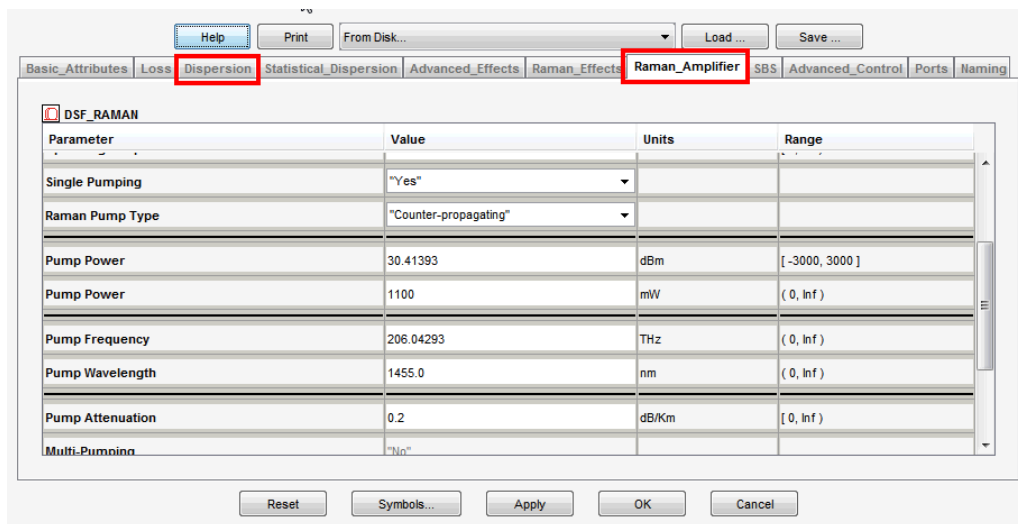 Help Print From Disk... Load ... Save ...
Basic_Attributes Loss Dispersion Statistical_Dispersion Advanced_Effects Raman_Effects Raman_Amplifier SBS Advanced_Control Ports Naming
DSF_RAMAN
Parameter Value Units Range
Single Pumping "Yes"
Raman Pump Type "Counter-propagating"
Pump Power 30.41393 dBm [ -3000, 3000 ]
Pump Power 1100 mW ( 0, Inf )
Pump Frequency 206.04293 THz ( 0, Inf )
Pump Wavelength 1455.0 nm ( 0, Inf )
Pump Attenuation 0.2 dB/Km [ 0, Inf )
Multi-Pumping "No"
Reset Symbols... Apply OK Cancel